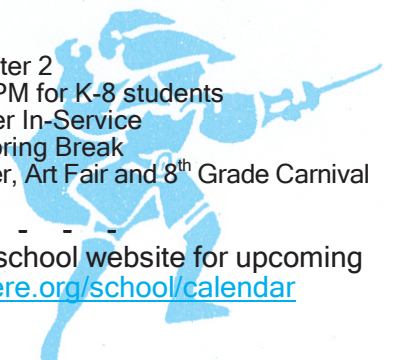 ter 2
PM for K-8 students
er In-Service
pring Break
er, Art Fair and 8th Grade Carnival
- - -
school website for upcoming
ere.org/school/calendar